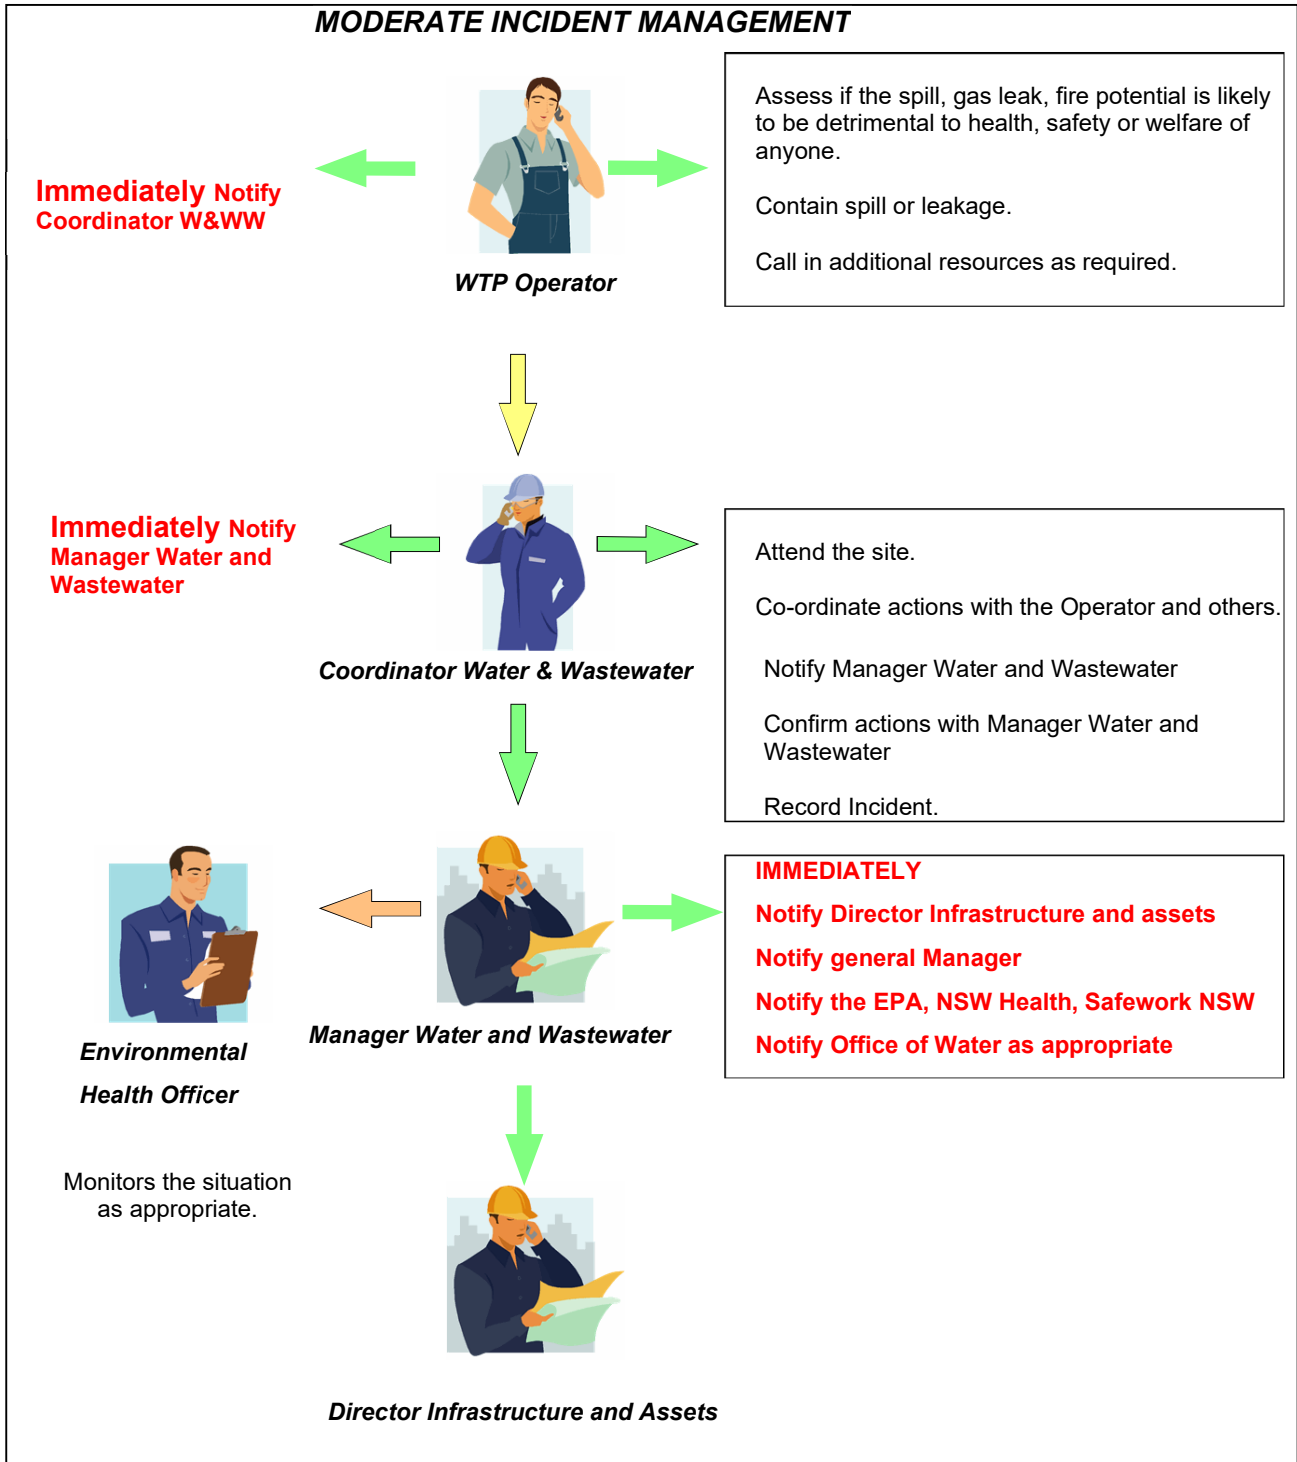 MODERATE INCIDENT MANAGEMENT
Immediately Notify
Coordinator W&WW
WTP Operator
Assess if the spill, gas leak, fire potential is likely
to be detrimental to health, safety or welfare of
anyone.
Contain spill or leakage.
Call in additional resources as required.
Immediately Notify
Manager Water and
Wastewater
Coordinator Water & Wastewater
Attend the site.
Co-ordinate actions with the Operator and others.
Notify Manager Water and Wastewater
Confirm actions with Manager Water and
Wastewater
Record Incident.
Environmental
Health Officer
Monitors the situation
as appropriate.
Manager Water and Wastewater
IMMEDIATELY
Notify Director Infrastructure and assets
Notify general Manager
Notify the EPA, NSW Health, Safework NSW
Notify Office of Water as appropriate
Director Infrastructure and Assets